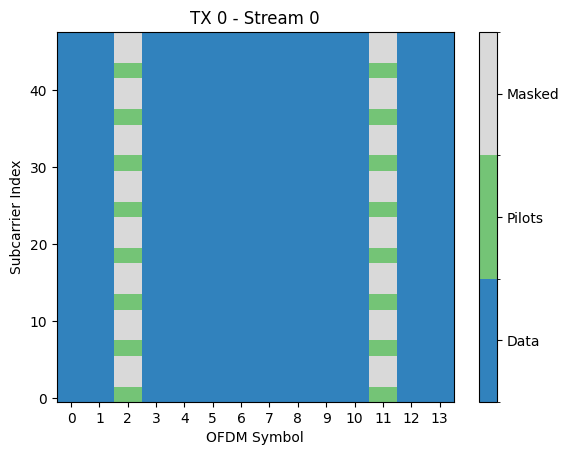 TX 0 - Stream 0
Subcarrier Index
40
30
20
10
0
0 1 2 3 4 5 6 7 8 9 10 11 12 13
OFDM Symbol
Masked
Pilots
Data